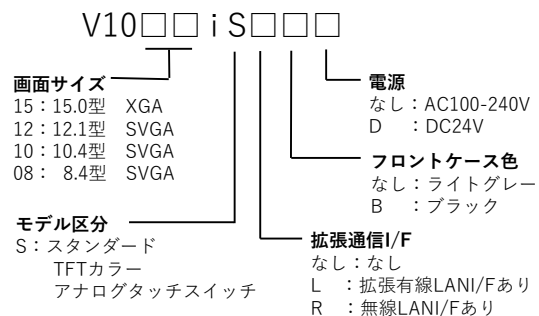 V10□□iS□□□
画面サイズ
15：15.0型　XGA
12：12.1型　SVGA
10：10.4型　SVGA
08：  8.4型　SVGA
モデル区分
S：スタンダード
TFTカラー
アナログタッチスイッチ
電源
なし：AC100-240V
D　：DC24V
フロントケース色
なし：ライトグレー
B　：ブラック
拡張通信I/F
なし：なし
L　：拡張有線LANI/Fあり
R　：無線LANI/Fあり